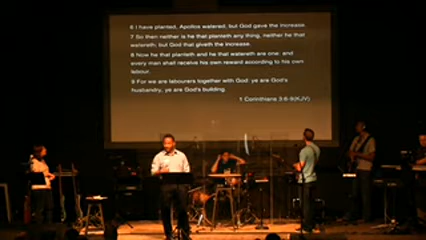 6 I have planted, Apollos watered; but God gave the increase.
7 So then neither is he that planteth any thing, neither he that
watereth; but God that giveth the increase.
8 Now he that planteth and he that watereth are one: and
every man shall receive his own reward according to his own
labour.
9 For we are labourers together with God: ye are God's
husbandry, ye are God's building.
1 Corinthians 3:6-9(KJV)